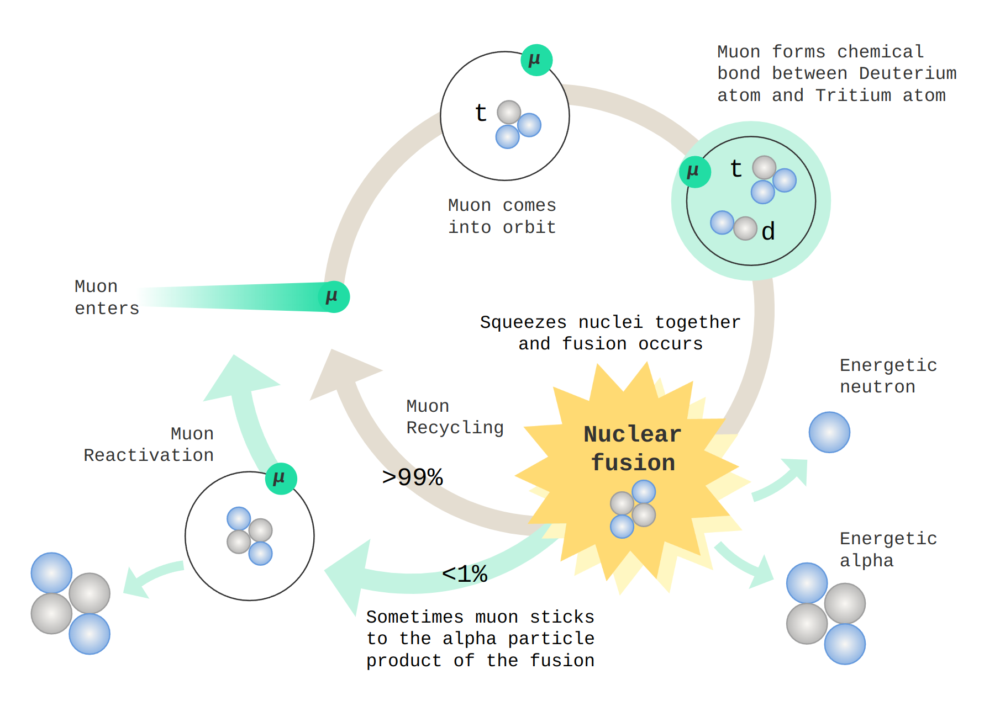 μ
t
Muon comes
into orbit
Muon forms chemical
bond between Deuterium
atom and Tritium atom
μ
t
d
Muon
enters
μ
Squeezes nuclei together
and fusion occurs
Nuclear
fusion
Energetic
neutron
Energetic
alpha
Muon
Recycling
>99%
Muon
Reactivation
μ
<1%
Sometimes muon sticks
to the alpha particle
product of the fusion